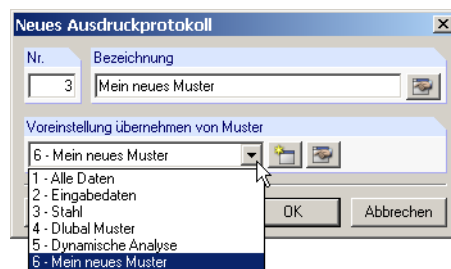 Neues Ausdruckprotokoll
Nr.
Bezeichnung
3
Mein neues Muster
Voreinstellung übernehmen von Muster
6 - Mein neues Muster
1 - Alle Daten
2 - Eingabedaten
3 - Stahl
4 - Dlubal Muster
5 - Dynamische Analyse
6 - Mein neues Muster
OK
Abbrechen